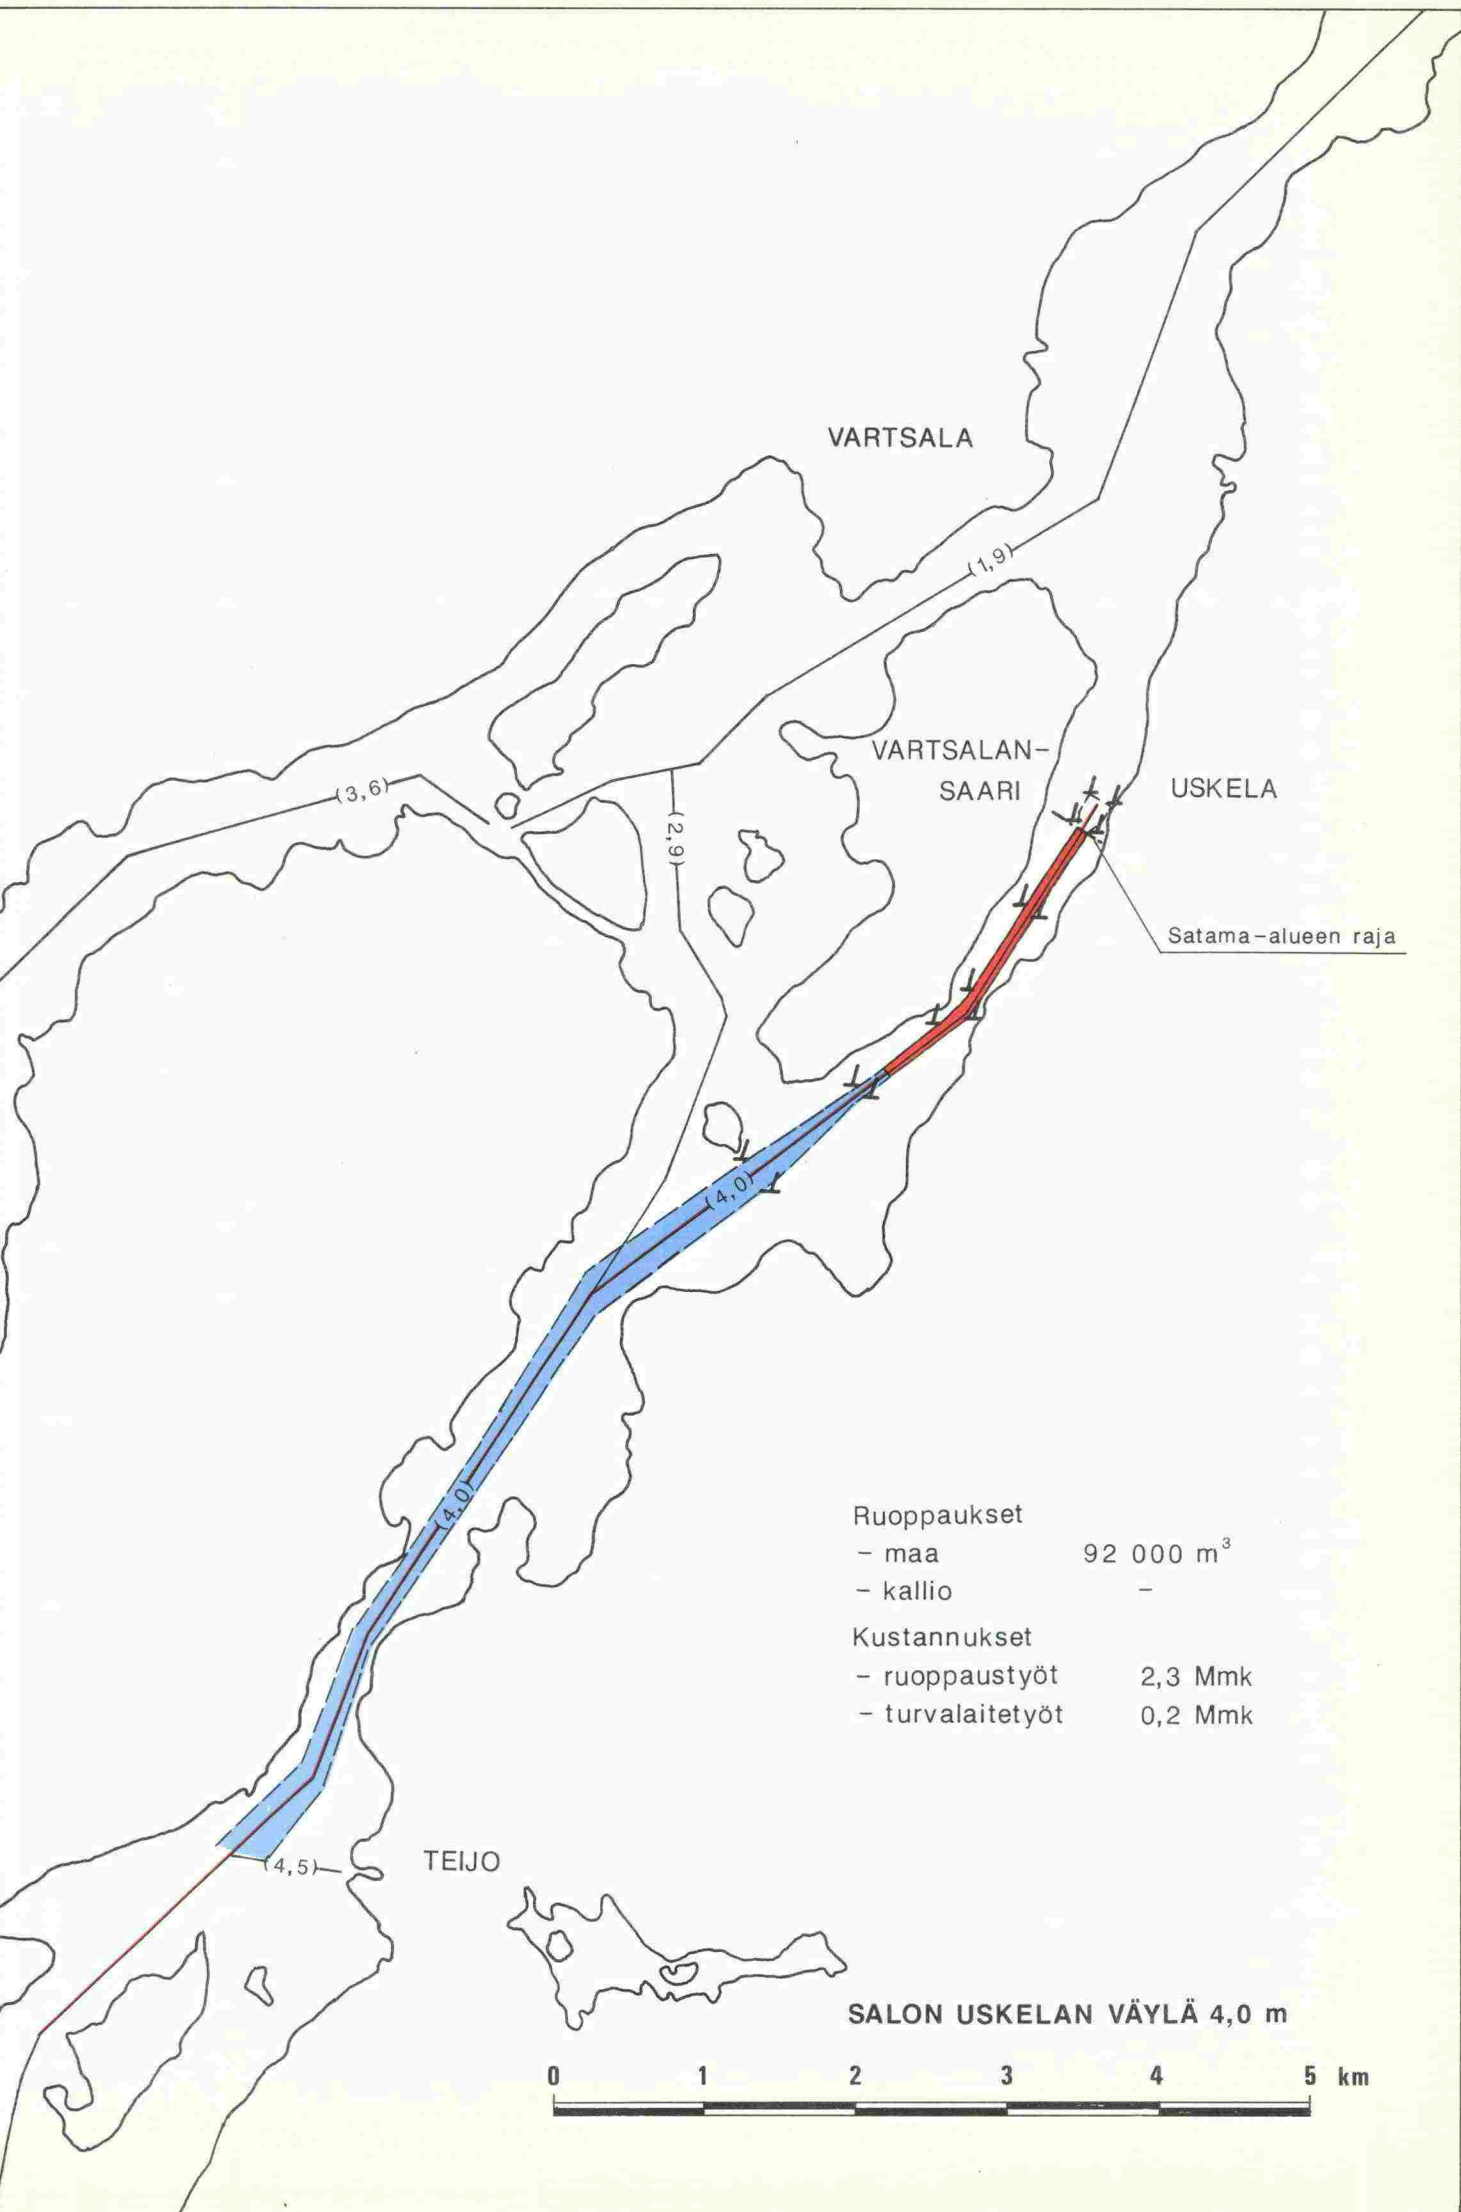 VARTSALA
(1,9)
VARTSALAN-
SAARI
USKELA
(3,6)
(2,9)
Satama-alueen raja
(4,0)
(4,0)
Ruoppaukset
- maa 92 000 m³
- kallio -
Kustannukset
- ruoppaustyöt 2,3 Mmk
- turvalaitetyöt 0,2 Mmk
(4,5)
TEIJO
SALON USKELAN VÄYLÄ 4,0 m
0 1 2 3 4 5 km